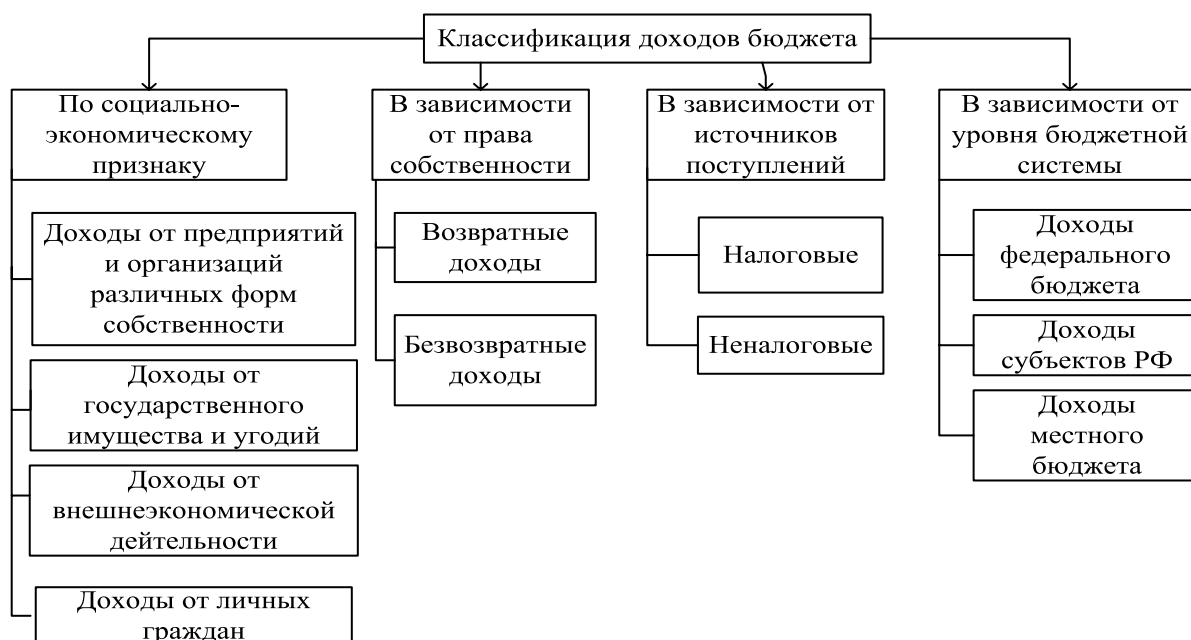 Классификация доходов бюджета
По социально-
экономическому
признаку
Доходы от предприятий
и организаций
различных форм
собственности
Доходы от
государственного
имущества и угодий
Доходы от
внешнеэкономической
дейтельности
Доходы от личных
граждан
В зависимости
от права
собственности
Возвратные
доходы
Безвозвратные
доходы
В зависимости от
источников
поступлений
Налоговые
Неналоговые
В зависимости от
уровня бюджетной
системы
Доходы
федерального
бюджета
Доходы
субъектов РФ
Доходы
местного
бюджета